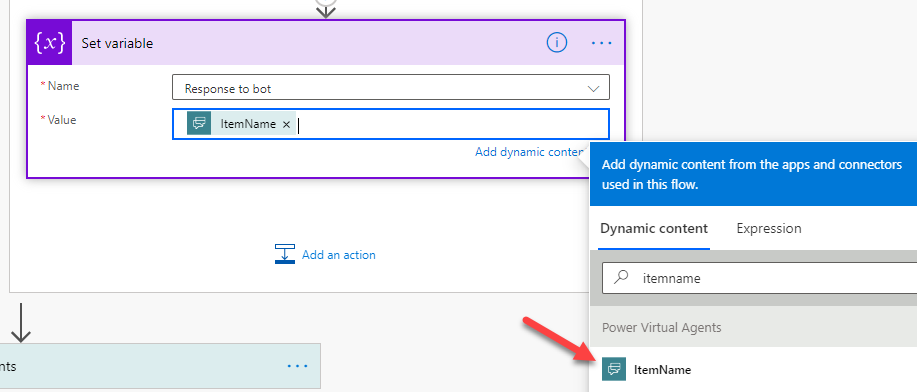 {x} Set variable
* Name
Response to bot
* Value
ItemName ×
Add dynamic conten
Add dynamic content from the apps and connectors
used in this flow.
Dynamic content Expression
itemname
Add an action
Power Virtual Agents
ItemName
nts